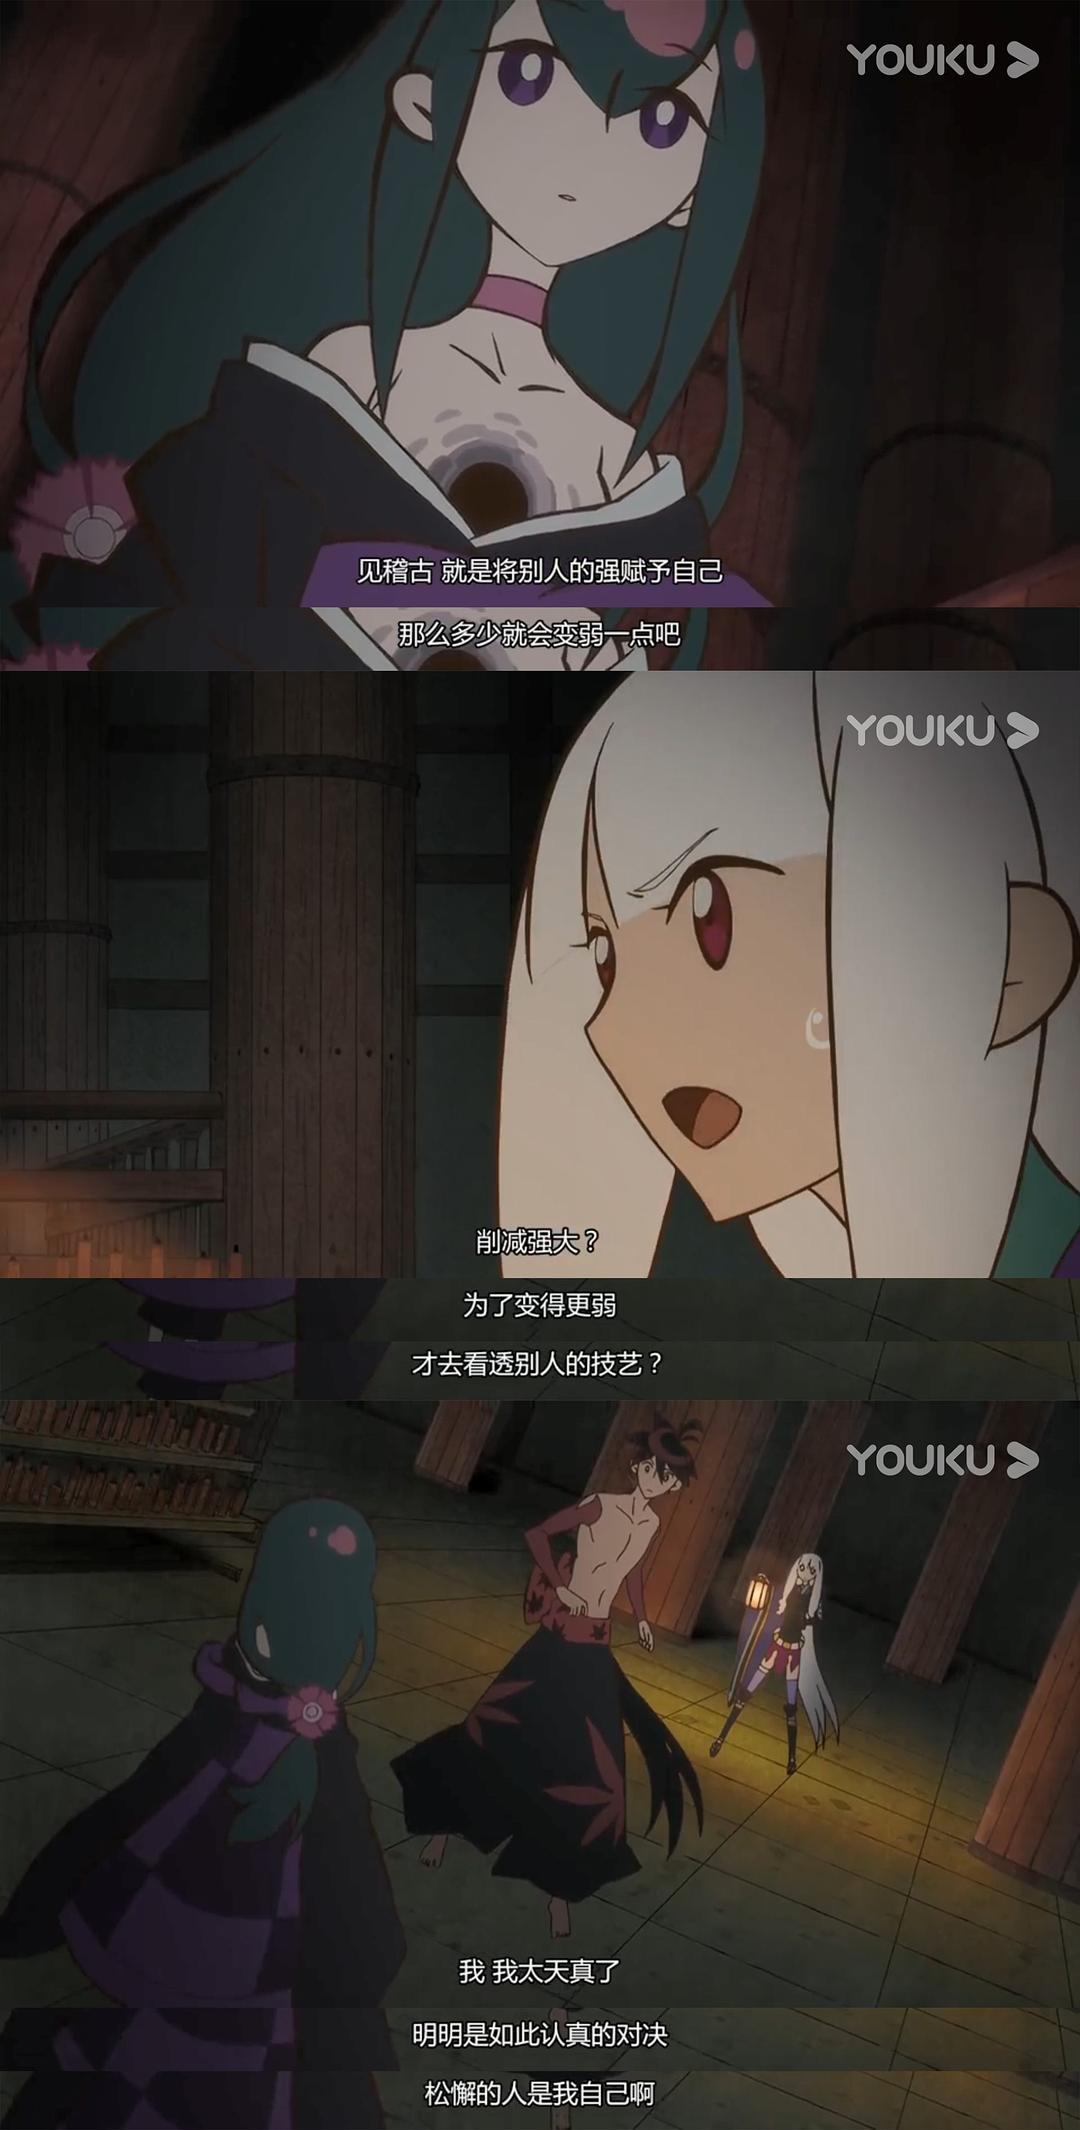 YOUKU
见稽古 就是将别人的强赋予自己
那么多少就会变弱一点吧
YOUKU
削减强大？
为了变得更弱
才去看透别人的技艺？
YOUKU
我 我太天真了
明明是如此认真的对决
松懈的人是我自己啊